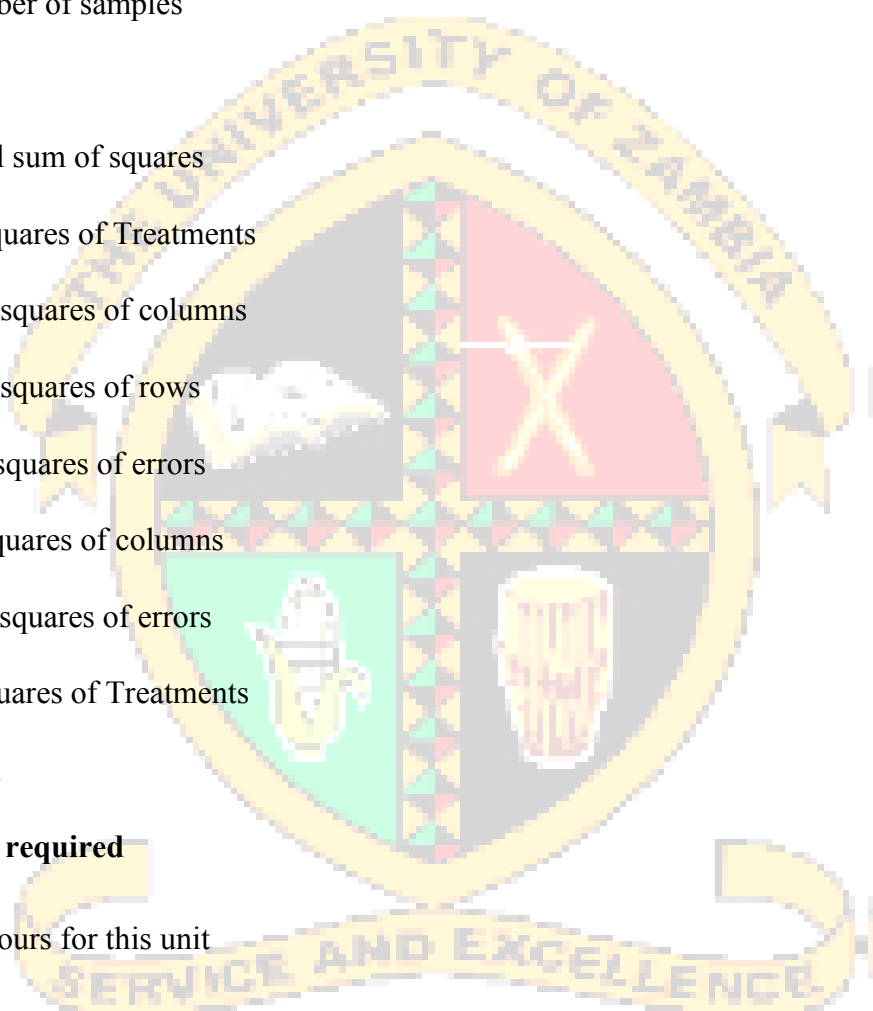 ber of samples
THE UNIVERSITY OF ZAMBIA
l sum of squares
quares of Treatments
squares of columns
squares of rows
squares of errors
quares of columns
squares of errors
uares of Treatments
required
ours for this unit
SERVICE AND EXCELLENCE